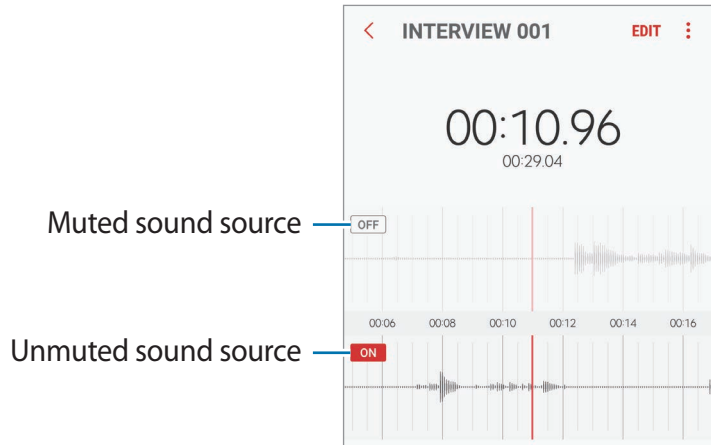 INTERVIEW 001 EDIT
00:10.96
00:29.04
Muted sound source OFF
00:06 00:08 00:10 00:12 00:14 00:16
Unmuted sound source ON